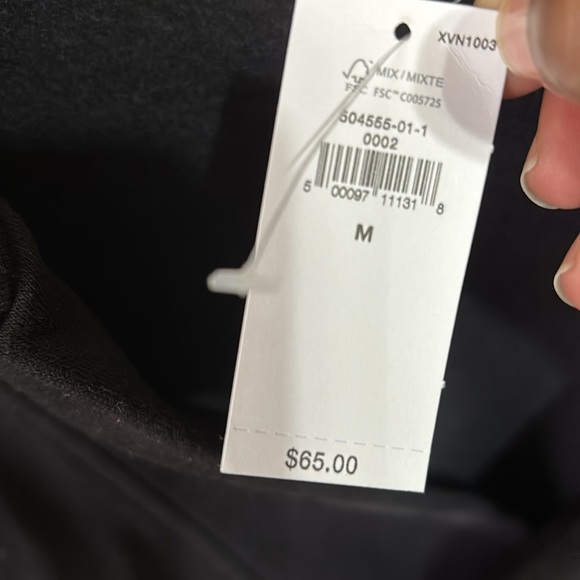 XVN1003
MIX/MIXTE
FSC FSC™ C005725
504555-01-1
0002
5 00097 11131 8
M
$65.00